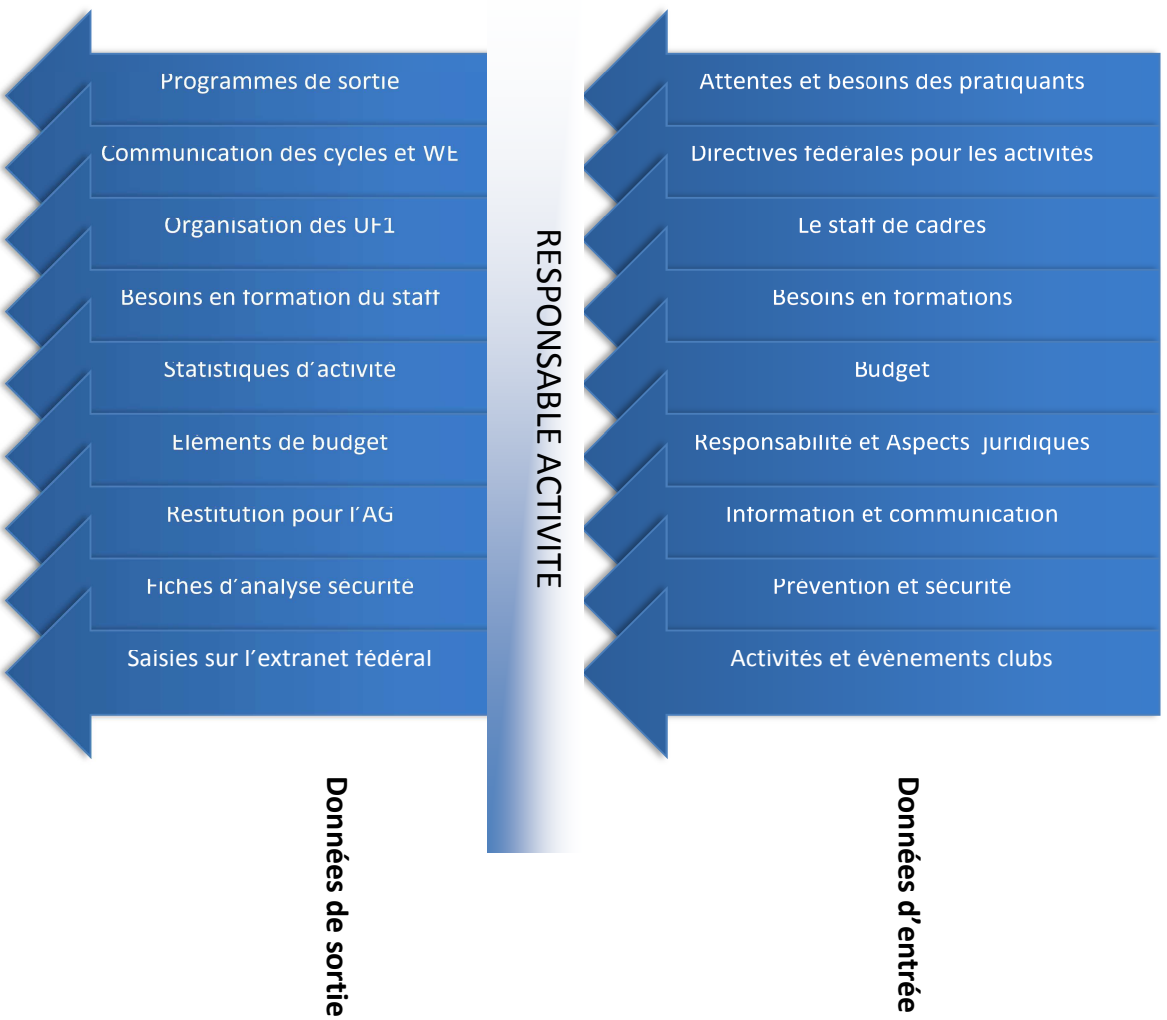 Programmes de sortie
Communication des cycles et WE
Organisation des UF1
Besoins en formation du staff
Statistiques d'activité
Eléments de budget
Restitution pour l'AG
Fiches d'analyse sécurité
Saisies sur l'extranet fédéral
Données de sortie
RESPONSABLE ACTIVITE
Attentes et besoins des pratiquants
Directives fédérales pour les activités
Le staff de cadres
Besoins en formations
Budget
Responsabilité et Aspects juridiques
Information et communication
Prévention et sécurité
Activités et évènements clubs
Données d'entrée